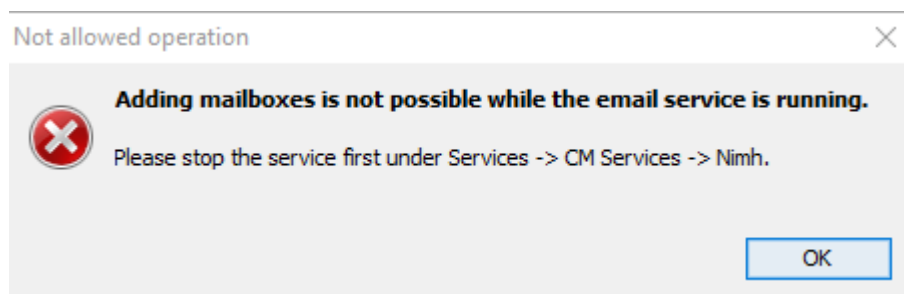 Not allowed operation
Adding mailboxes is not possible while the email service is running.
Please stop the service first under Services -> CM Services -> Nimh.
OK